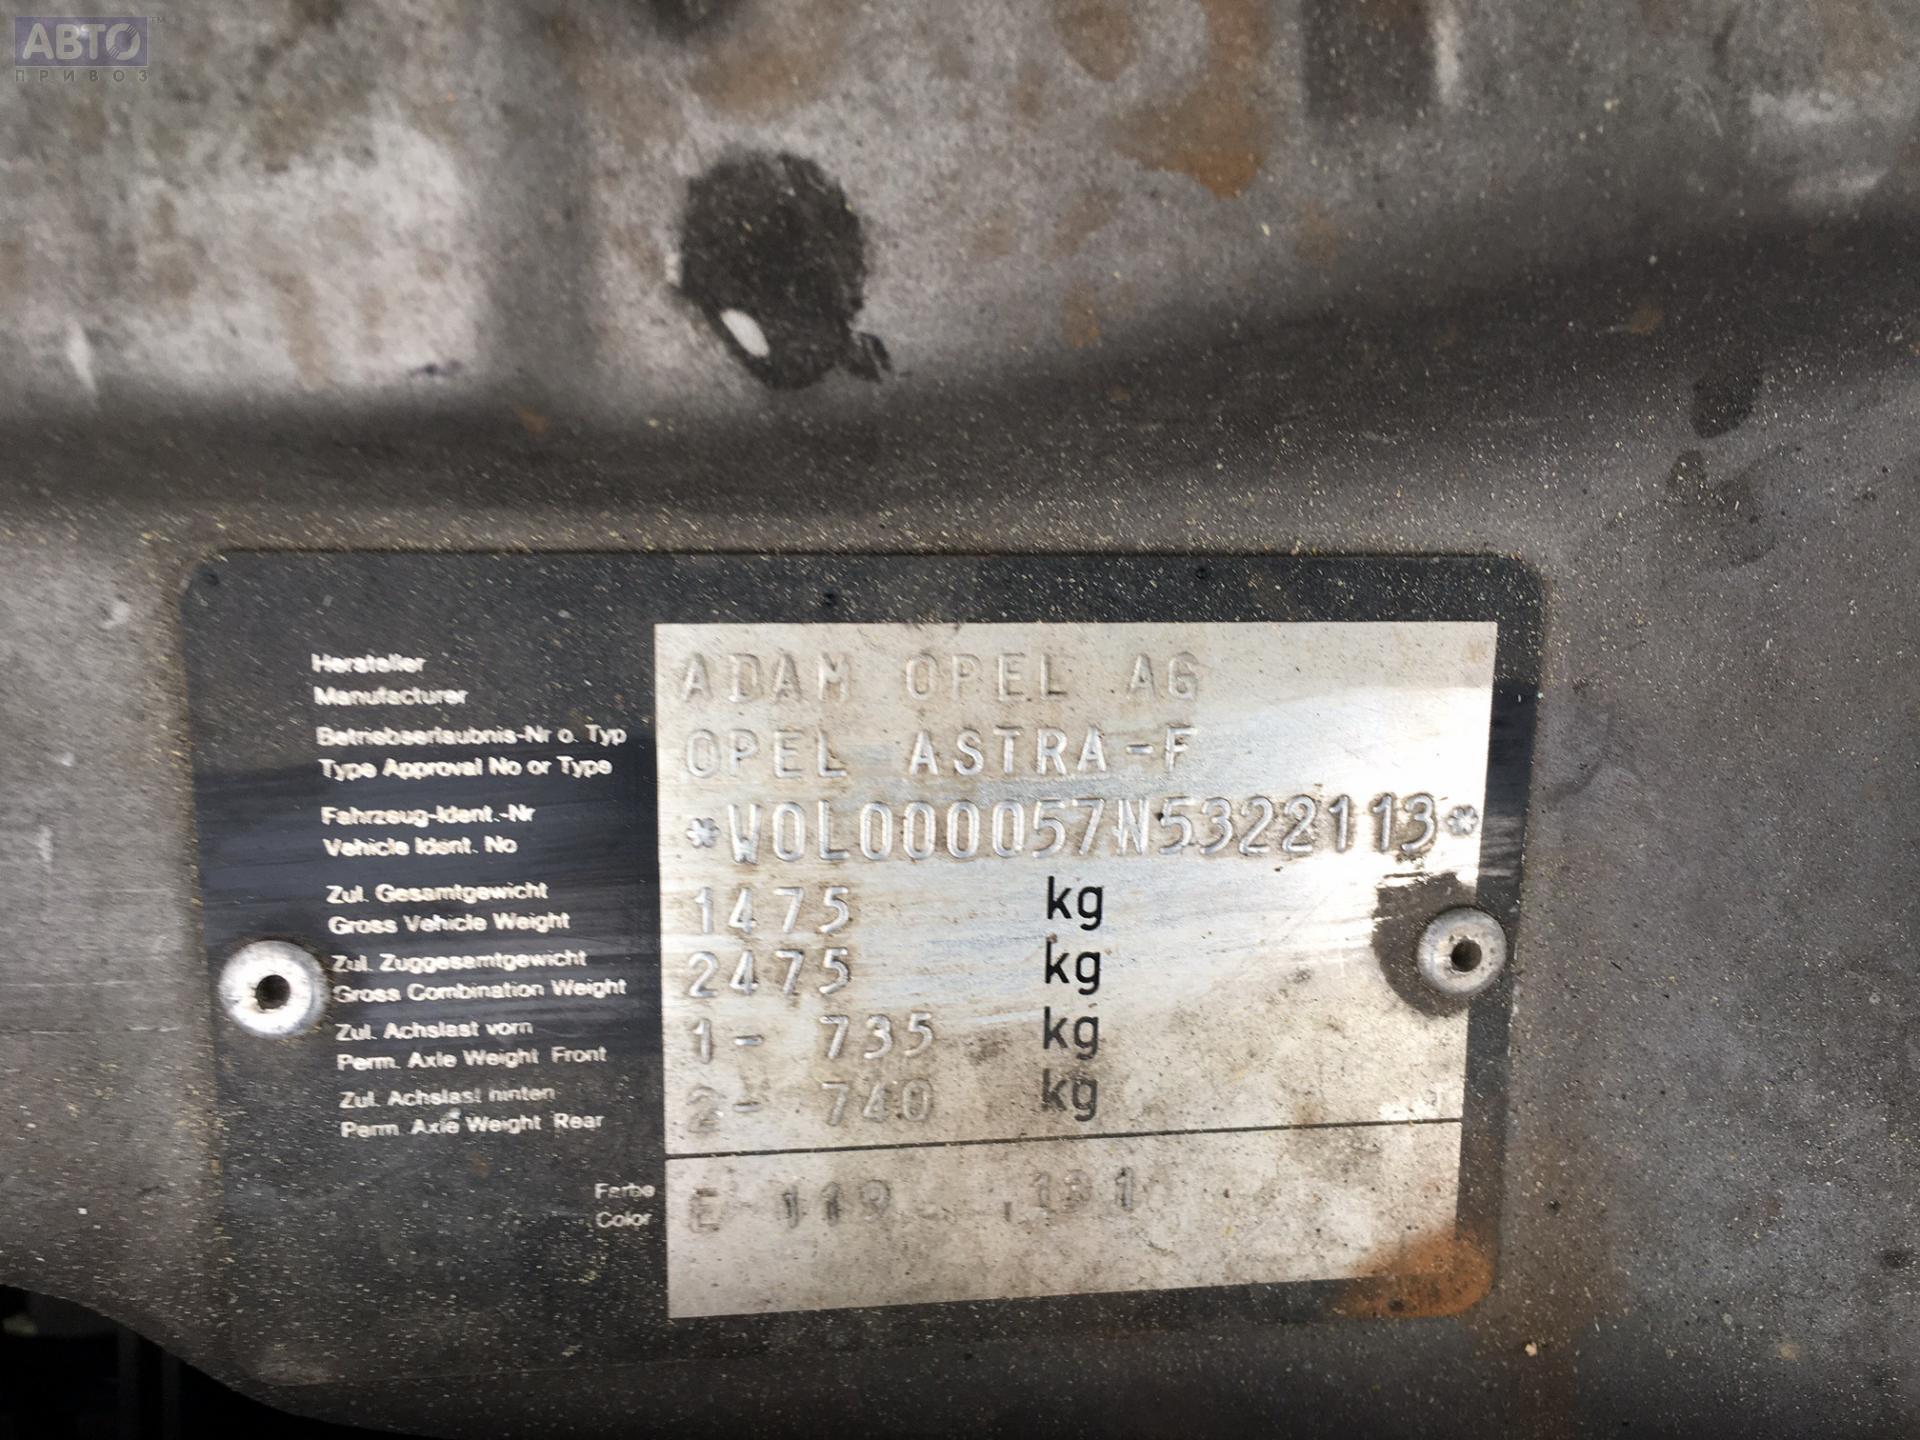 АВТО
ПРИВОЗ
Hersteller
Manufacturer
ADAM OPEL AG
Betriebserlaubnis-Nr o. Typ
Type Approval No or Type
OPEL ASTRA-F
Fahrzeug-Ident.-Nr
Vehicle Ident. No
*W0L000057N5322113*
Zul. Gesamtgewicht
Gross Vehicle Weight
1475 kg
Zul. Zuggesamtgewicht
Gross Combination Weight
2475 kg
Zul. Achslast vorn
Perm. Axle Weight Front
1- 735 kg
Zul. Achslast hinten
Perm. Axle Weight Rear
2- 740 kg
Farbe
Color
E